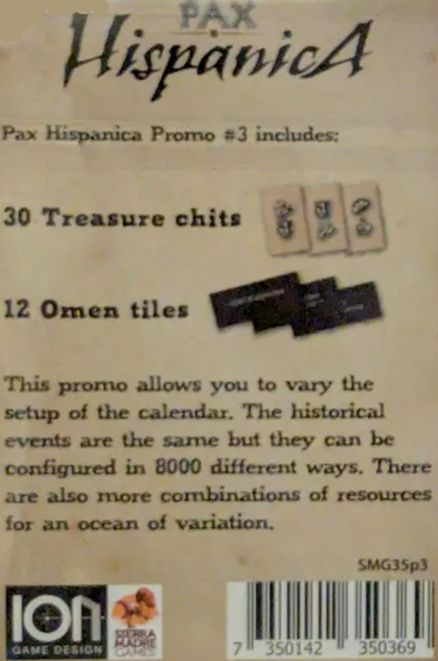 PAX
HispanicA
Pax Hispanica Promo #3 includes:
30 Treasure chits
12 Omen tiles
This promo allows you to vary the
setup of the calendar. The historical
events are the same but they can be
configured in 8000 different ways. There
are also more combinations of resources
for an ocean of variation.
SMG35p3
ION
GAME DESIGN
SIERRA
MADRE
GAMES
7 350142 350369